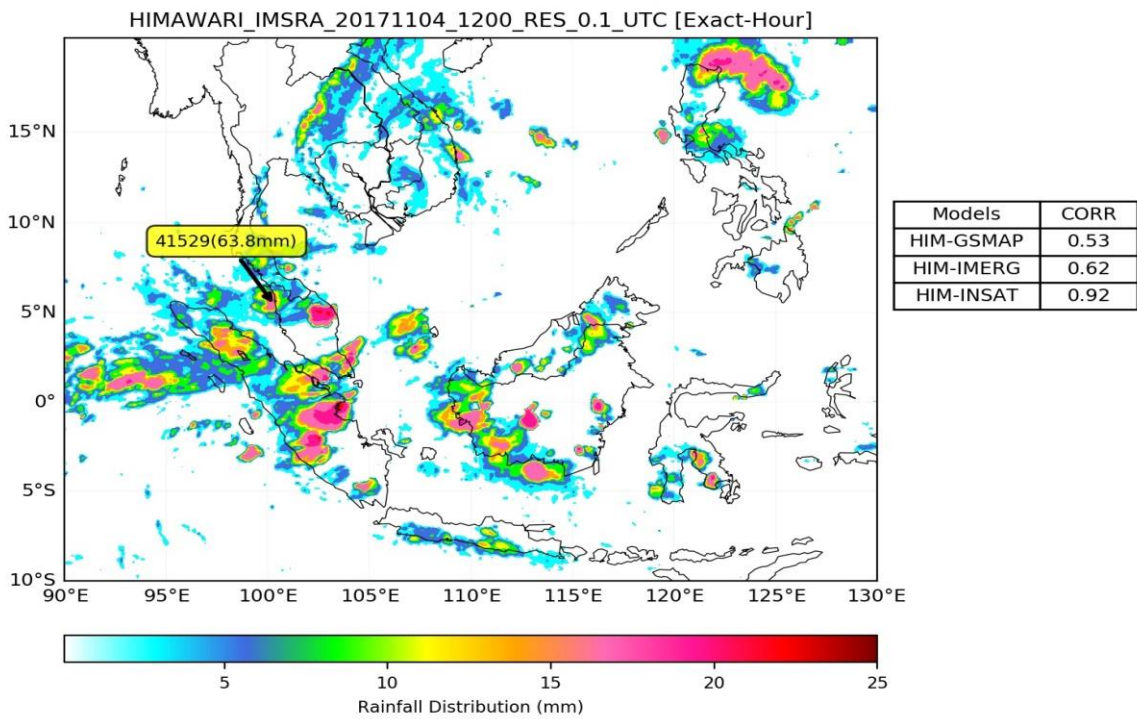 HIMAWARI_IMSRA_20171104_1200_RES_0.1_UTC [Exact-Hour]
15°N
10°N
5°N
0°
5°S
10°S
41529(63.8mm)
90°E 95°E 100°E 105°E 110°E 115°E 120°E 125°E 130°E
Models CORR
HIM-GSMAP 0.53
HIM-IMERG 0.62
HIM-INSAT 0.92
5 10 15 20 25
Rainfall Distribution (mm)